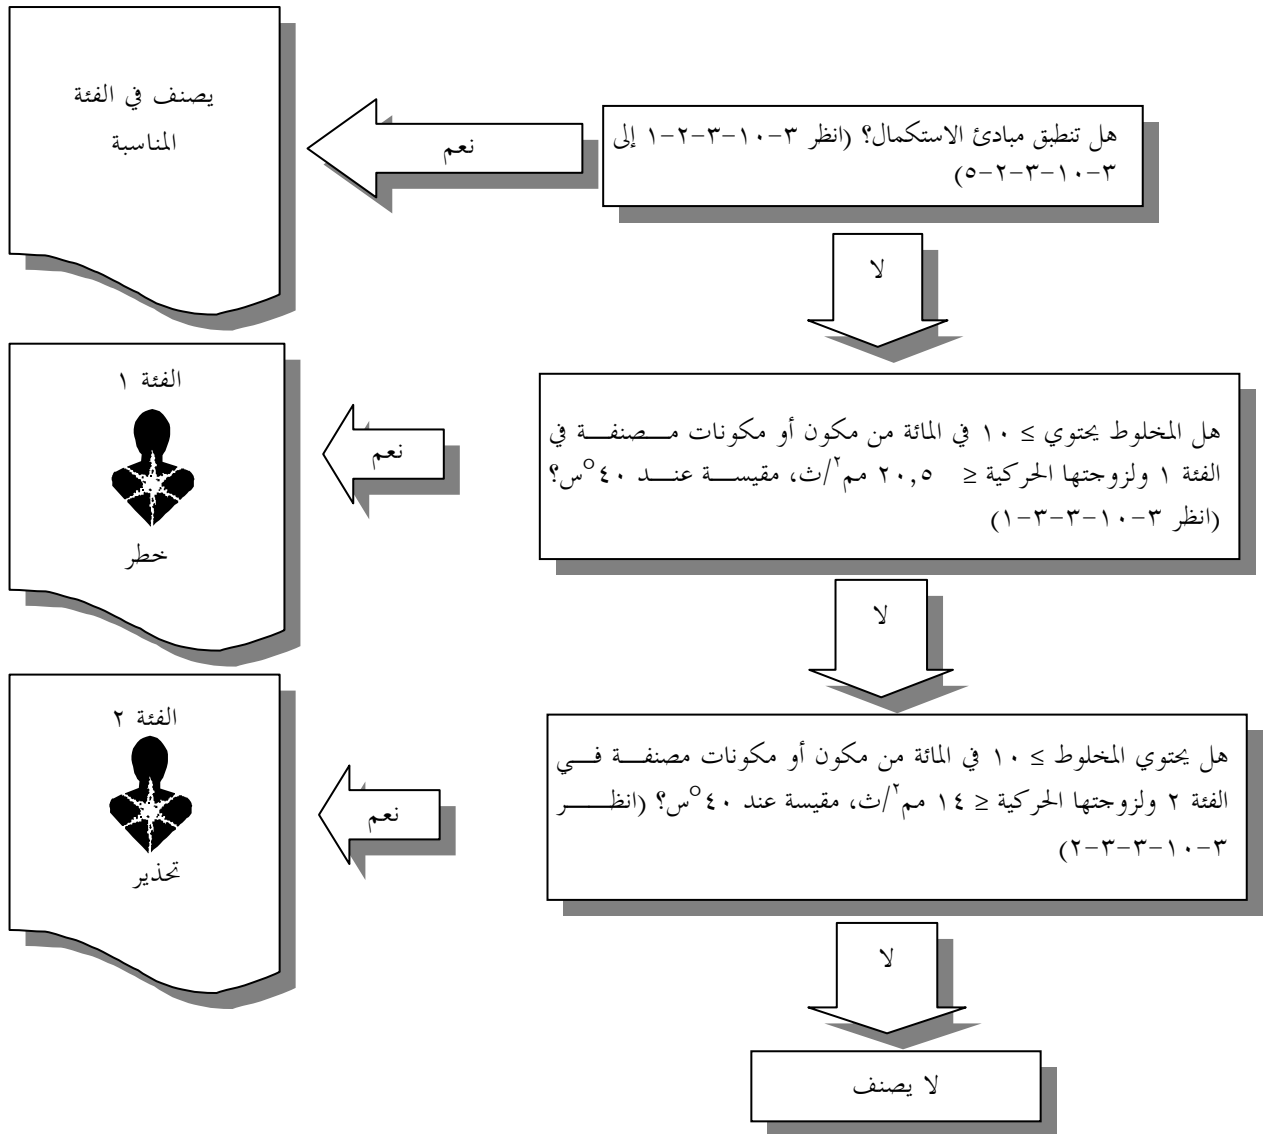 هل تنطبق مبادئ الاستكمال؟ (انظر ٣-١٠-٣-٢-١ إلى
٣-١٠-٣-٢-٥)
نعم
يصنف في الفئة
المناسبة
لا
هل المخلوط يحتوي ≥ ١٠ في المائة من مكون أو مكونات مصنفة في
الفئة ١ ولزوجتها الحركية ≤ ٢٠,٥ مم٢/ث، مقيسة عند ٤٠°س؟
(انظر ٣-١٠-٣-٣-١)
نعم
الفئة ١
خطر
لا
هل يحتوي المخلوط ≥ ١٠ في المائة من مكون أو مكونات مصنفة في
الفئة ٢ ولزوجتها الحركية ≥ ١٤ مم٢/ث، مقيسة عند ٤٠°س؟ (انظر
٣-١٠-٣-٣-٢)
نعم
الفئة ٢
تحذير
لا
لا يصنف